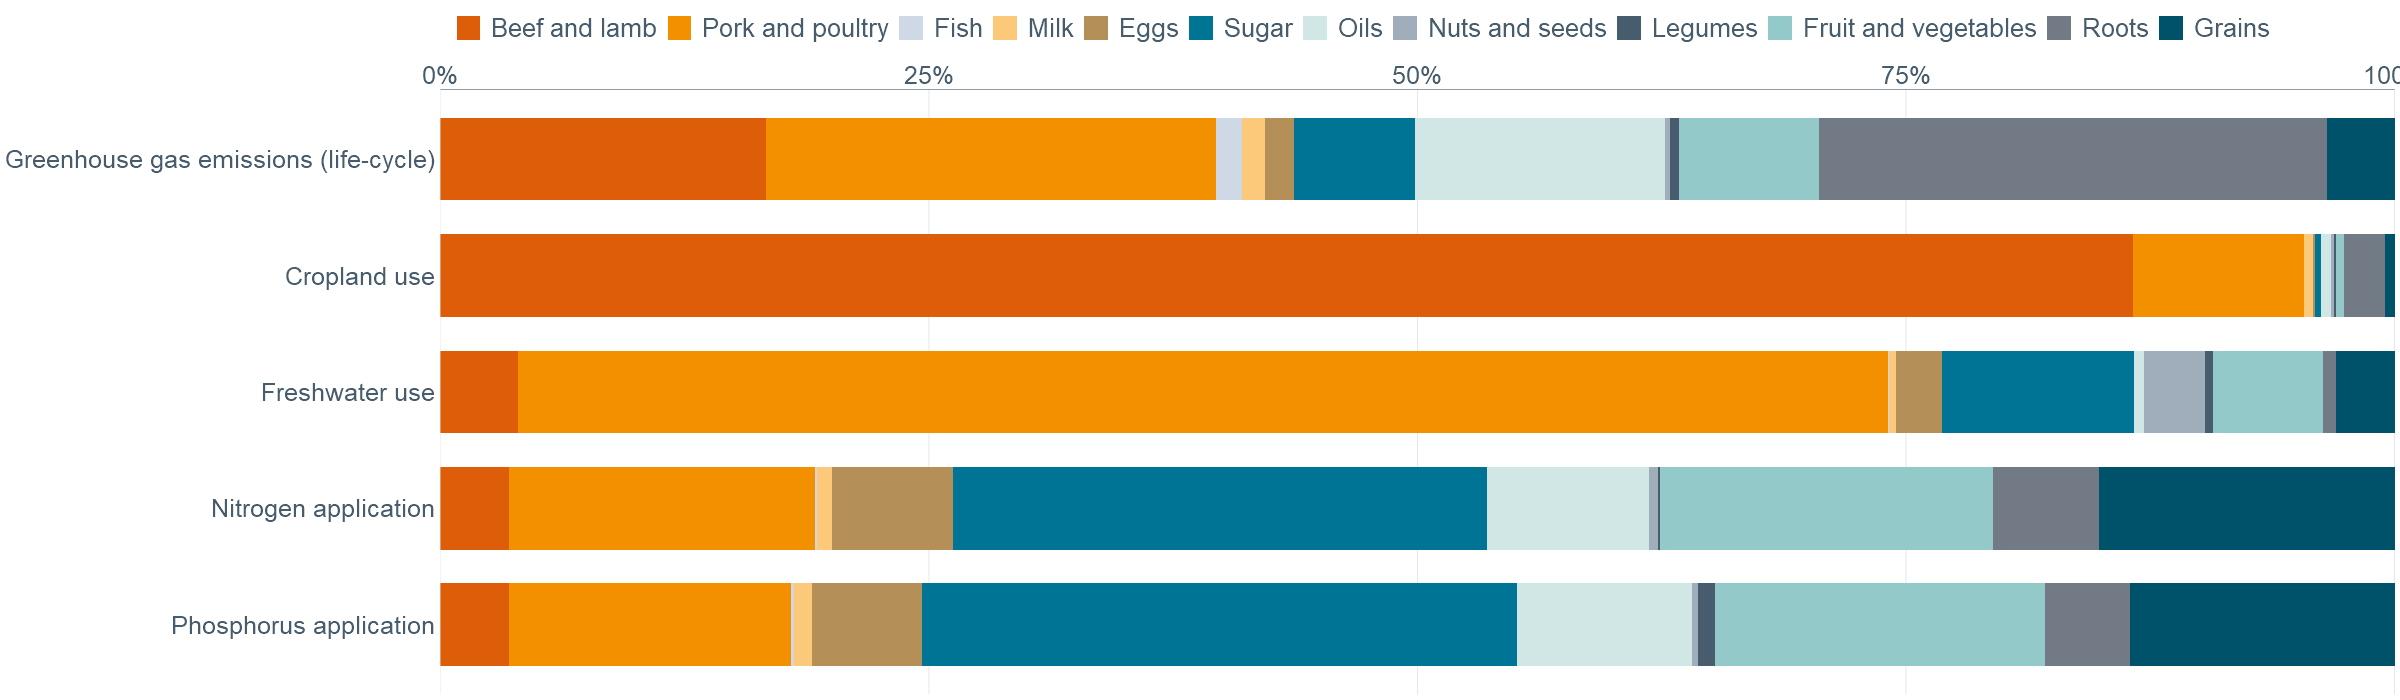 Beef and lamb Pork and poultry Fish Milk Eggs Sugar Oils Nuts and seeds Legumes Fruit and vegetables Roots Grains
0% 25% 50% 75% 100
Greenhouse gas emissions (life-cycle)
Cropland use
Freshwater use
Nitrogen application
Phosphorus application